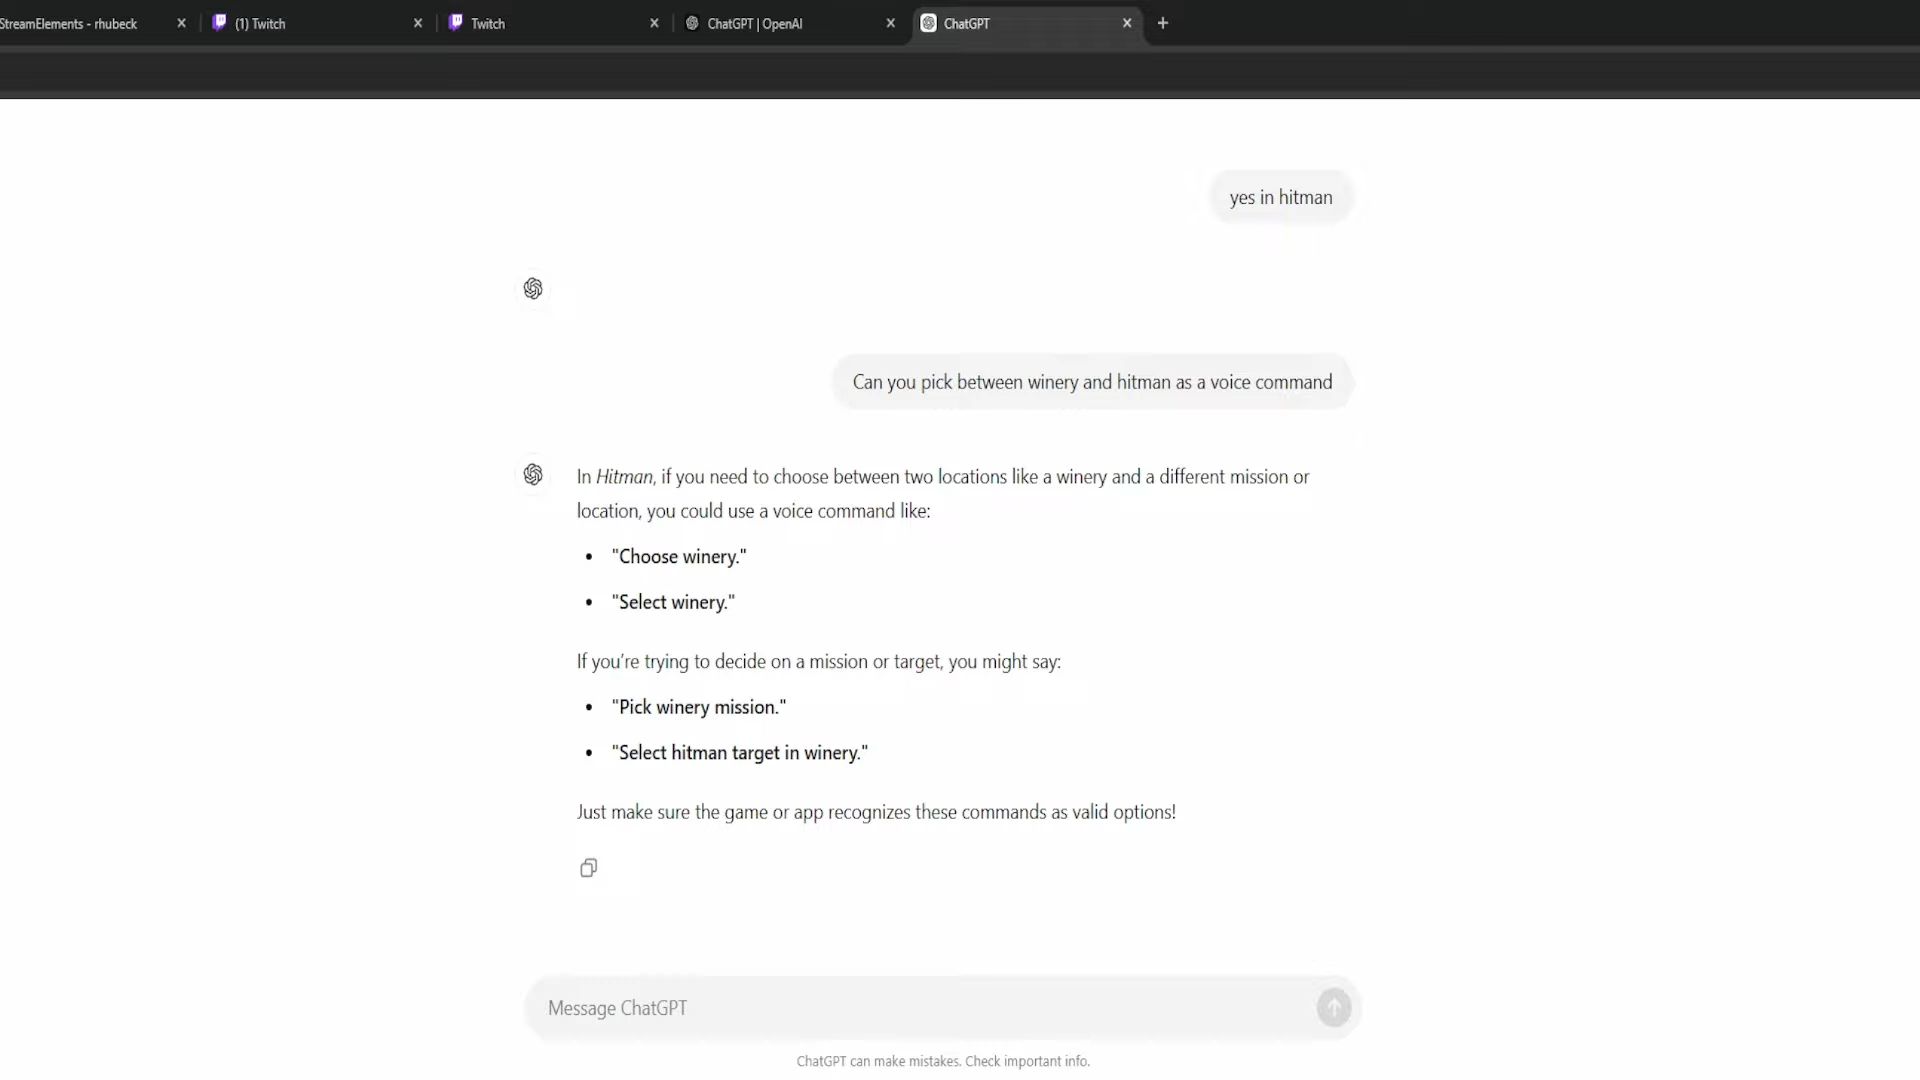 StreamElements - rhubeck
(1) Twitch
Twitch
ChatGPT | OpenAI
ChatGPT
yes in hitman
Can you pick between winery and hitman as a voice command
In Hitman, if you need to choose between two locations like a winery and a different mission or
location, you could use a voice command like:
• "Choose winery."
• "Select winery."
If you’re trying to decide on a mission or target, you might say:
• "Pick winery mission."
• "Select hitman target in winery."
Just make sure the game or app recognizes these commands as valid options!
Message ChatGPT
ChatGPT can make mistakes. Check important info.